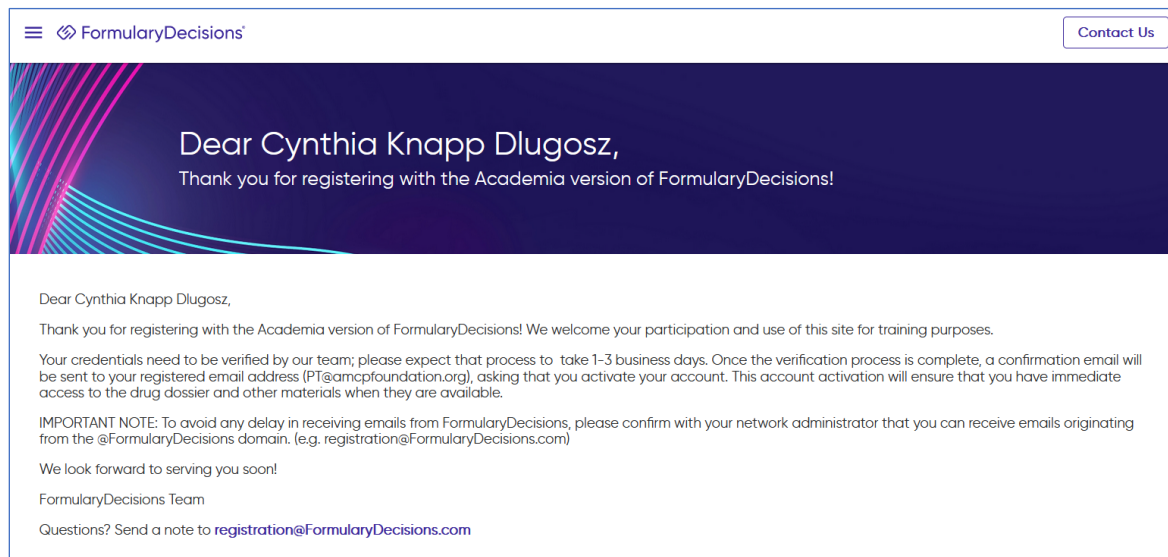 FormularyDecisions®
Contact Us
Dear Cynthia Knapp Dlugosz,
Thank you for registering with the Academia version of FormularyDecisions!
Dear Cynthia Knapp Dlugosz,
Thank you for registering with the Academia version of FormularyDecisions! We welcome your participation and use of this site for training purposes.
Your credentials need to be verified by our team; please expect that process to  take 1-3 business days. Once the verification process is complete, a confirmation email will
be sent to your registered email address (PT@amcpfoundation.org), asking that you activate your account. This account activation will ensure that you have immediate
access to the drug dossier and other materials when they are available.
IMPORTANT NOTE: To avoid any delay in receiving emails from FormularyDecisions, please confirm with your network administrator that you can receive emails originating
from the @FormularyDecisions domain. (e.g. registration@FormularyDecisions.com)
We look forward to serving you soon!
FormularyDecisions Team
Questions? Send a note to registration@FormularyDecisions.com